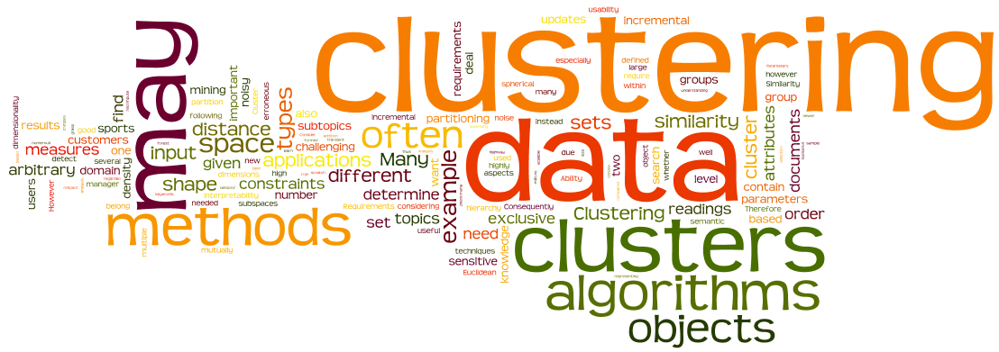 clustering
data
may
clusters
methods
algorithms
objects
often
space
example
types
shape
distance
input
applications
different
Many
similarity
sets
Clustering
readings
exclusive
determine
topics
set
need
order
documents
attributes
cluster
constraints
number
given
measures
arbitrary
customers
results
sports
find
density
domain
users
However
one
several
manager
detect
good
belong
multiple
mutually
needed
subspaces
interpretability
dimensions
new
high
mining
partition
following
important
noisy
cluster
erroneous
also
subtopics
challenging
incremental
partitioning
noise
Instead
requirements
deal
spherical
many
especially
updates
usability
incremental
defined
large
require
within
groups
understanding
parameters
however
Similarity
group
search
whether
two
object
due
used
highly
aspects
Ability
well
level
contain
parameters
Therefore
based
semantic
hierarchy
Consequently
considering
Requirements
want
useful
techniques
sensitive
Euclidean
knowledge
representing
dimensionality